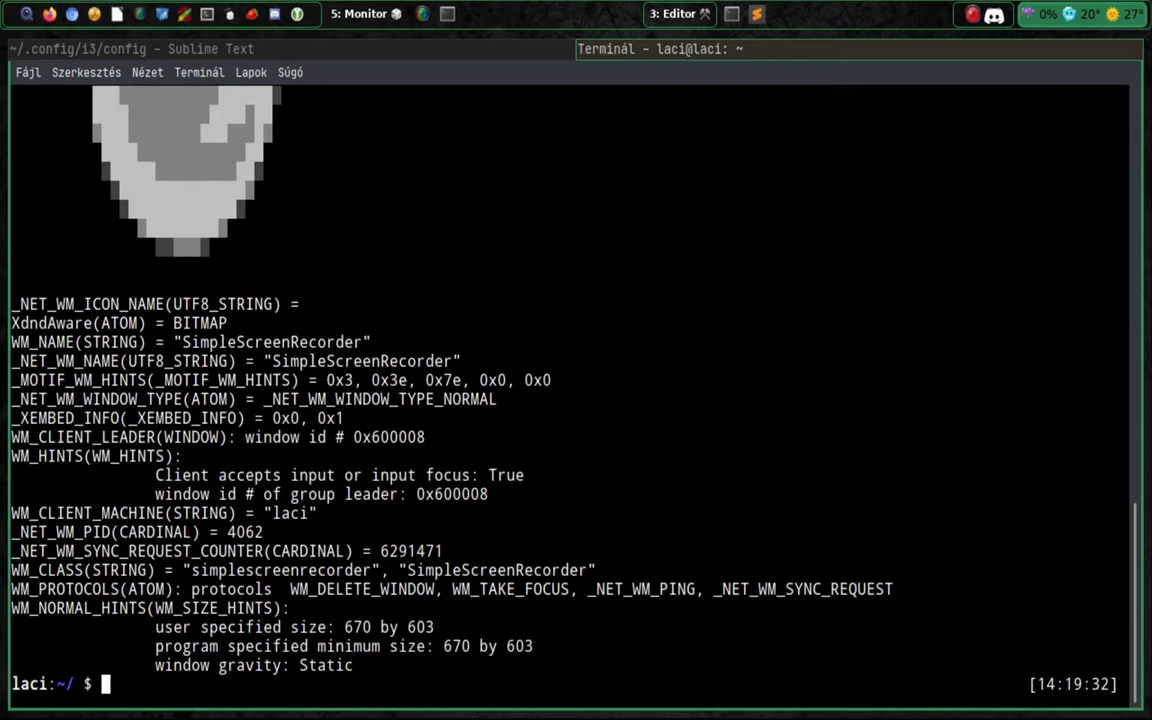 5: Monitor
3: Editor
0% 20° 27°
~/.config/i3/config - Sublime Text
Terminál - laci@laci: ~
Fájl Szerkesztés Nézet Terminál Lapok Súgó
_NET_WM_ICON_NAME(UTF8_STRING) =
XdndAware(ATOM) = BITMAP
WM_NAME(STRING) = "SimpleScreenRecorder"
_NET_WM_NAME(UTF8_STRING) = "SimpleScreenRecorder"
_MOTIF_WM_HINTS(_MOTIF_WM_HINTS) = 0x3, 0x3e, 0x7e, 0x0, 0x0
_NET_WM_WINDOW_TYPE(ATOM) = _NET_WM_WINDOW_TYPE_NORMAL
_XEMBED_INFO(_XEMBED_INFO) = 0x0, 0x1
WM_CLIENT_LEADER(WINDOW): window id # 0x600008
WM_HINTS(WM_HINTS):
Client accepts input or input focus: True
window id # of group leader: 0x600008
WM_CLIENT_MACHINE(STRING) = "laci"
_NET_WM_PID(CARDINAL) = 4062
_NET_WM_SYNC_REQUEST_COUNTER(CARDINAL) = 6291471
WM_CLASS(STRING) = "simplescreenrecorder", "SimpleScreenRecorder"
WM_PROTOCOLS(ATOM): protocols  WM_DELETE_WINDOW, WM_TAKE_FOCUS, _NET_WM_PING, _NET_WM_SYNC_REQUEST
WM_NORMAL_HINTS(WM_SIZE_HINTS):
user specified size: 670 by 603
program specified minimum size: 670 by 603
window gravity: Static
laci:~/ $ [14:19:32]